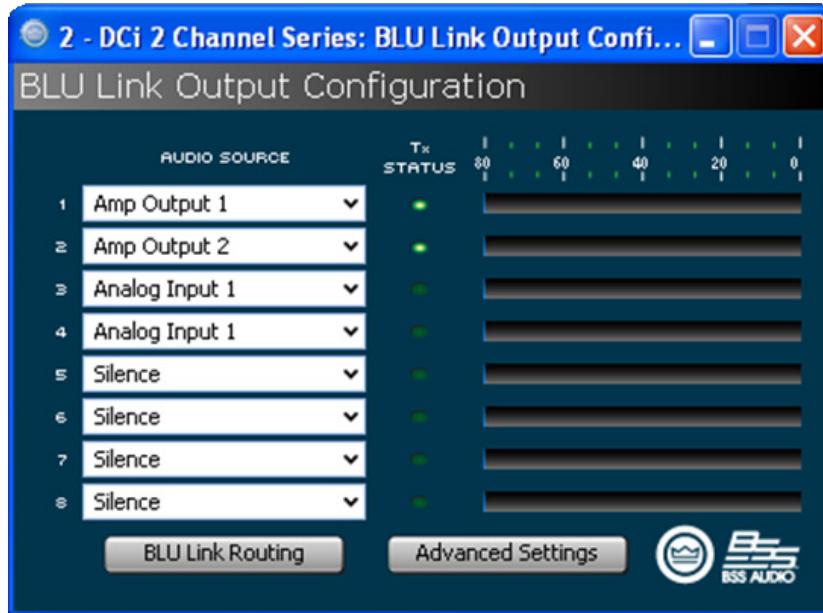 2 - DCi 2 Channel Series: BLU Link Output Confi...
BLU Link Output Configuration
AUDIO SOURCE
Tx STATUS
80 60 40 20 0
1 Amp Output 1
2 Amp Output 2
3 Analog Input 1
4 Analog Input 1
5 Silence
6 Silence
7 Silence
8 Silence
BLU Link Routing
Advanced Settings
BSS
BSS AUDIO